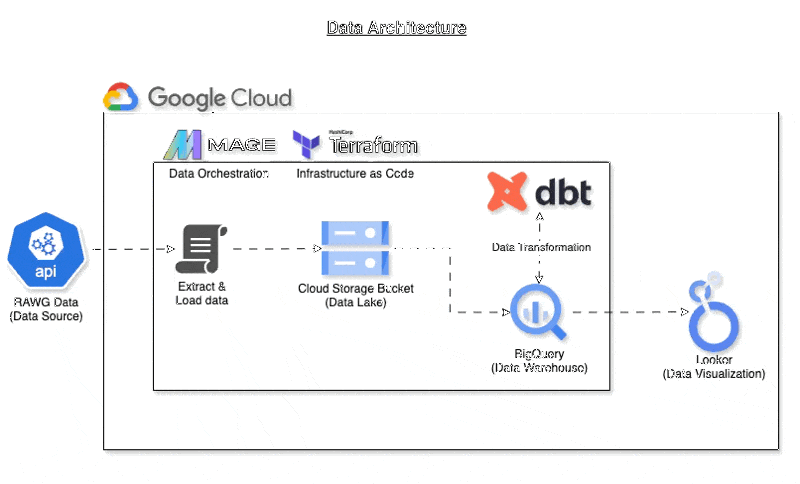 Data Architecture
Google Cloud
MAGE
HashiCorp
Terraform
Data Orchestration
Infrastructure as Code
dbt
Data Transformation
api
RAWG Data
(Data Source)
Extract &
Load data
Cloud Storage Bucket
(Data Lake)
BigQuery
(Data Warehouse)
Looker
(Data Visualization)